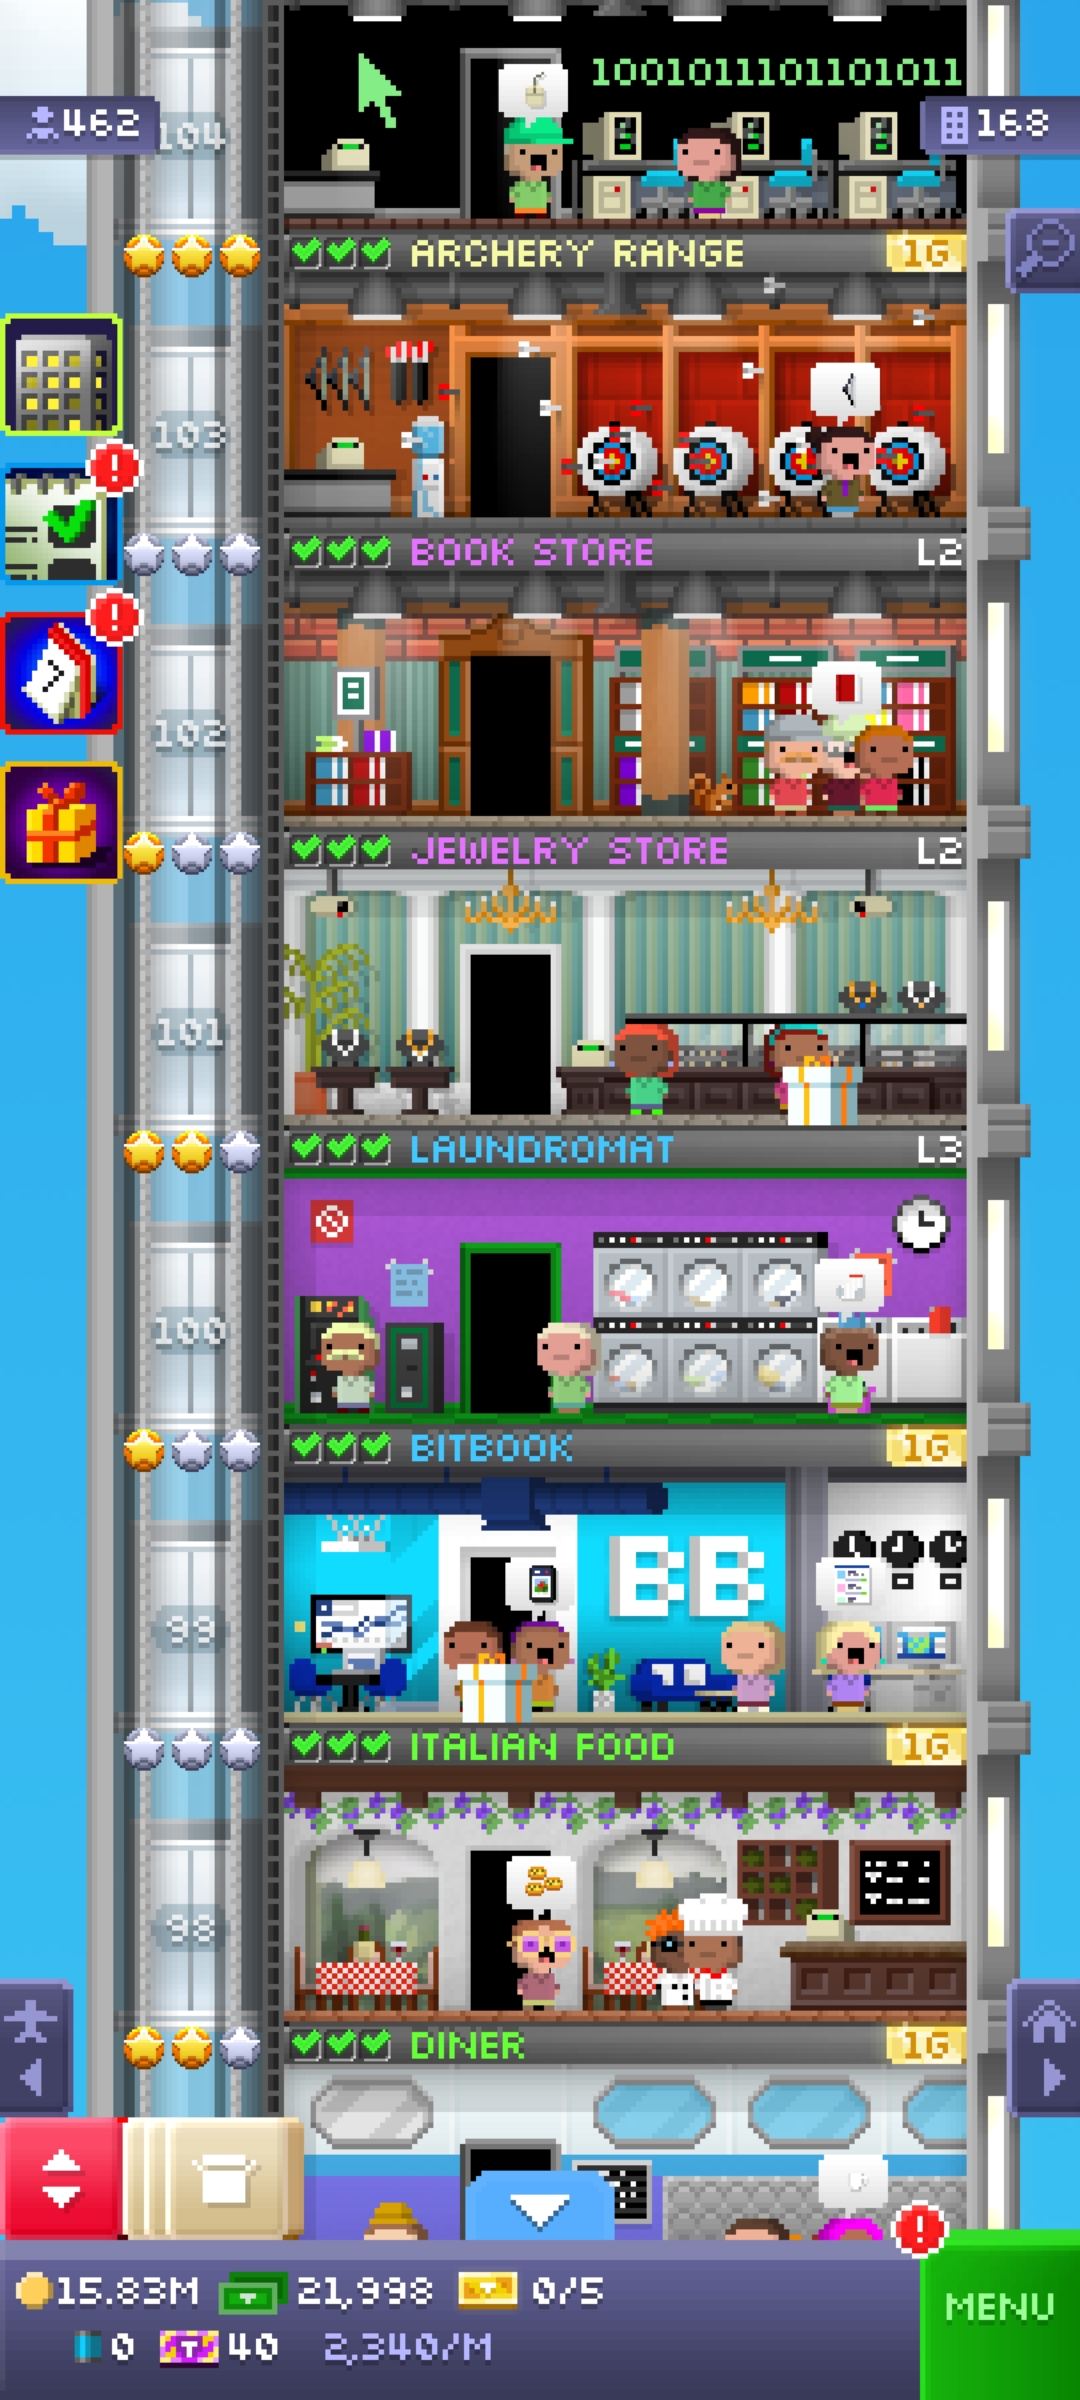 1001011101101011
462
104
168
ARCHERY RANGE 1G
103
BOOK STORE L2
102
JEWELRY STORE L2
101
LAUNDROMAT L3
100
BITBOOK 1G
BB
99
ITALIAN FOOD 1G
98
DINER 1G
15.83M 21,998 0/5
0 40 2,340/M
MENU